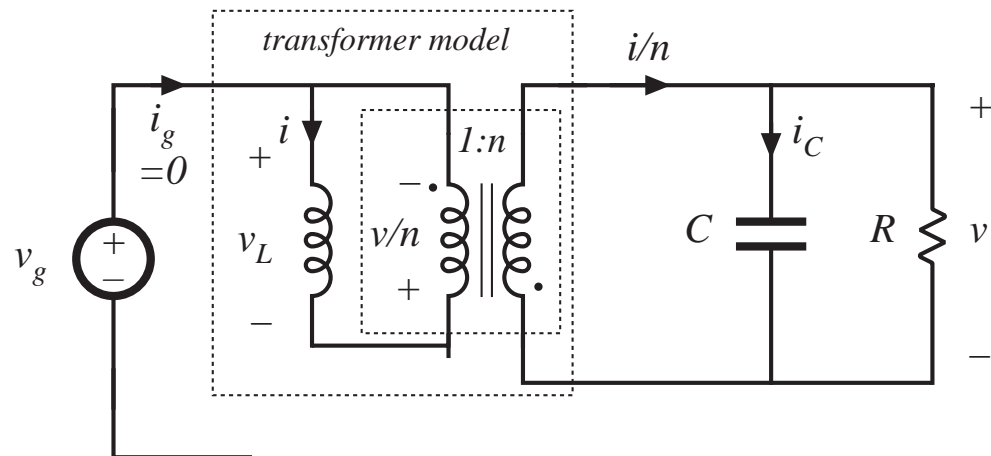 transformer model
i/n
+
i_g
=0
+
i
1:n
i_C
−
v/n
+
v_g
+
−
v_L
−
C
R
v
−